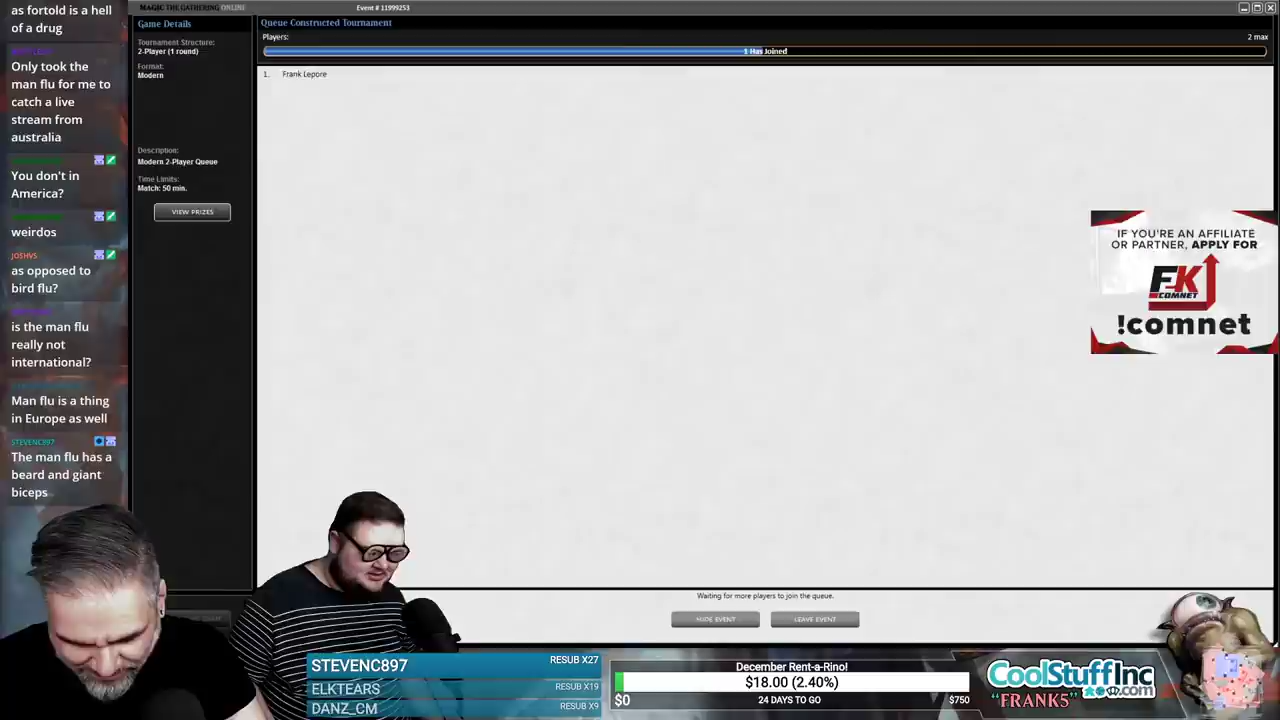 as fortold is a hell
of a drug
Only took the
man flu for me to
catch a live
stream from
australia
You don't in
America?
weirdos
JOSHVS
as opposed to
bird flu?
is the man flu
really not
international?
Man flu is a thing
in Europe as well
STEVENC897
The man flu has a
beard and giant
biceps
MAGIC THE GATHERING ONLINE
Event # 11999253
Game Details
Tournament Structure:
2-Player (1 round)
Format:
Modern
Description:
Modern 2-Player Queue
Time Limits:
Match: 50 min.
VIEW PRIZES
Queue Constructed Tournament
Players:
2 max
1 Has Joined
1. Frank Lepore
IF YOU'RE AN AFFILIATE
OR PARTNER, APPLY FOR
F2K
COMNET
!comnet
Waiting for more players to join the queue.
HIDE EVENT
LEAVE EVENT
STEVENC897 RESUB X27
ELKTEARS RESUB X19
DANZ_CM RESUB X9
December Rent-a-Rino!
$18.00 (2.40%)
$0 24 DAYS TO GO $750
CoolStuffInc
.com
"FRANK5"